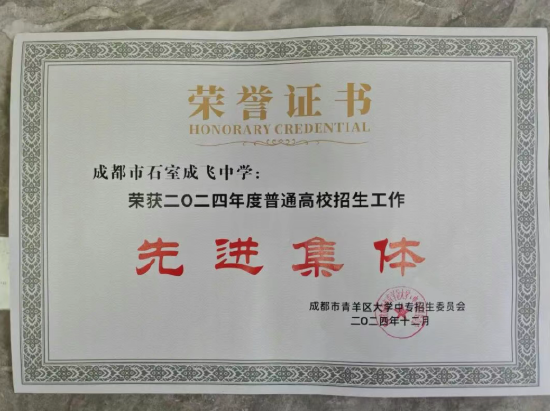 荣誉证书
HONORARY CREDENTIAL
成都市石室成飞中学：
荣获二〇二四年度普通高校招生工作
先进集体
成都市青羊区大学中专招生委员会
二〇二四年十二月